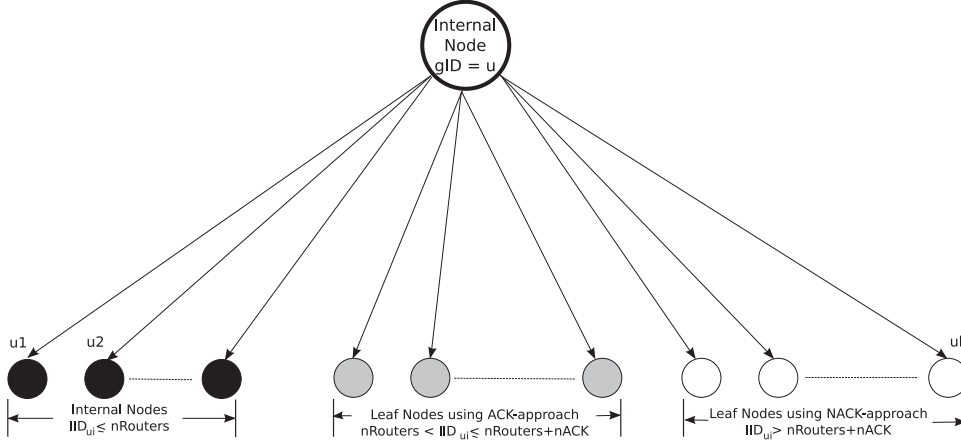 Internal
Node
gID = u
u1
u2
Internal Nodes
lID_ui ≤ nRouters
Leaf Nodes using ACK-approach
nRouters < lID_ui ≤ nRouters+nACK
Leaf Nodes using NACK-approach
lID_ui > nRouters+nACK